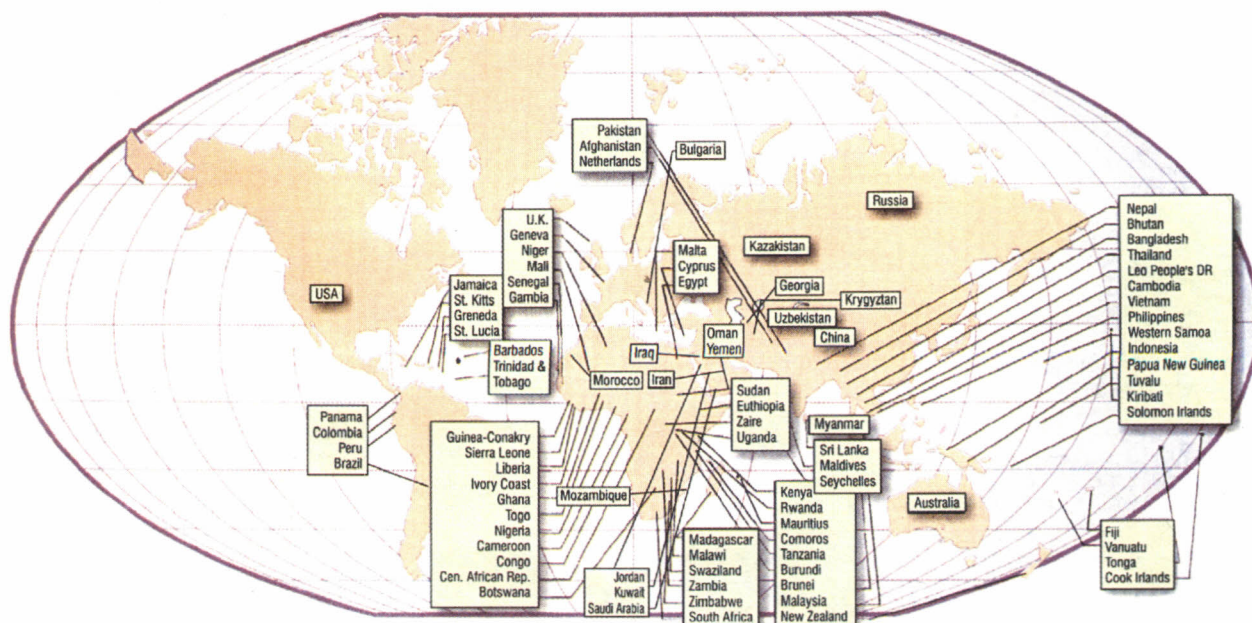 Pakistan
Afghanistan
Netherlands
Bulgaria
Russia
Nepal
Bhutan
Bangladesh
Thailand
Leo People's DR
Cambodia
Vietnam
Philippines
Western Samoa
Indonesia
Papua New Guinea
Tuvalu
Kiribati
Solomon Irlands
U.K.
Geneva
Niger
Mali
Senegal
Gambia
Malta
Cyprus
Egypt
Kazakistan
USA
Jamaica
St. Kitts
Greneda
St. Lucia
Georgia
Krygyztan
Uzbekistan
China
Oman
Yemen
Iraq
Iran
Barbados
Trinidad &
Tobago
Morocco
Sudan
Euthiopia
Zaire
Uganda
Panama
Colombia
Peru
Brazil
Guinea-Conakry
Sierra Leone
Liberia
Ivory Coast
Ghana
Togo
Nigeria
Cameroon
Congo
Cen. African Rep.
Botswana
Mozambique
Myanmar
Sri Lanka
Maldives
Seychelles
Australia
Kenya
Rwanda
Mauritius
Comoros
Tanzania
Burundi
Brunei
Malaysia
New Zealand
Madagascar
Malawi
Swaziland
Zambia
Zimbabwe
South Africa
Jordan
Kuwait
Saudi Arabia
Fiji
Vanuatu
Tonga
Cook Irlands